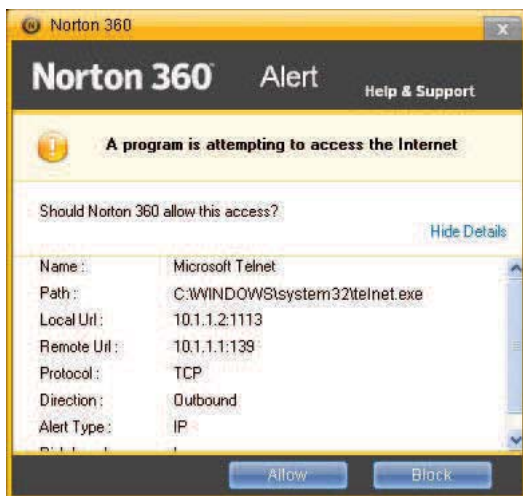 Norton 360
Norton 360 Alert Help & Support
A program is attempting to access the Internet
Should Norton 360 allow this access?
Hide Details
Name : Microsoft Telnet
Path : C:\WINDOWS\system32\telnet.exe
Local Url : 10.1.1.2:1113
Remote Url : 10.1.1.1:139
Protocol : TCP
Direction : Outbound
Alert Type : IP
Allow Block